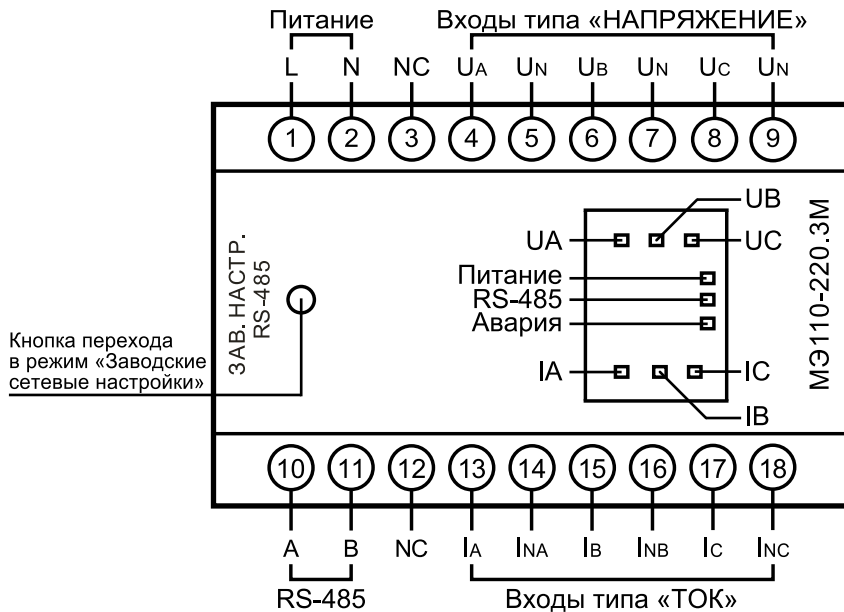 Питание Входы типа «НАПРЯЖЕНИЕ»
L N NC UA UN UB UN UC UN
1 2 3 4 5 6 7 8 9
UB
UA UC
Питание
RS-485
Авария
IA IC
IB
ЗАВ. НАСТР.
RS-485
МЭ110-220.3М
Кнопка перехода
в режим «Заводские
сетевые настройки»
10 11 12 13 14 15 16 17 18
A B NC IA INA IB INB IC INC
RS-485 Входы типа «ТОК»